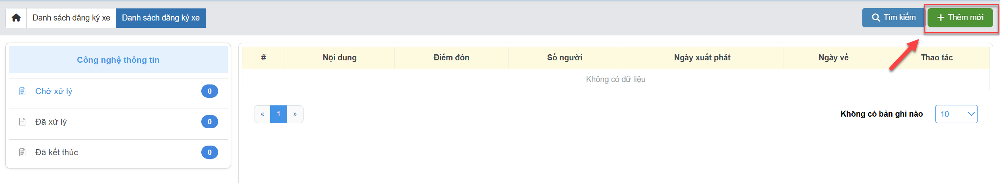 Danh sách đăng ký xe Danh sách đăng ký xe Tìm kiếm + Thêm mới
Công nghệ thông tin
Chờ xử lý 0
Đã xử lý 0
Đã kết thúc 0
# Nội dung Điểm đón Số người Ngày xuất phát Ngày về Thao tác
Không có dữ liệu
« 1 » Không có bản ghi nào 10